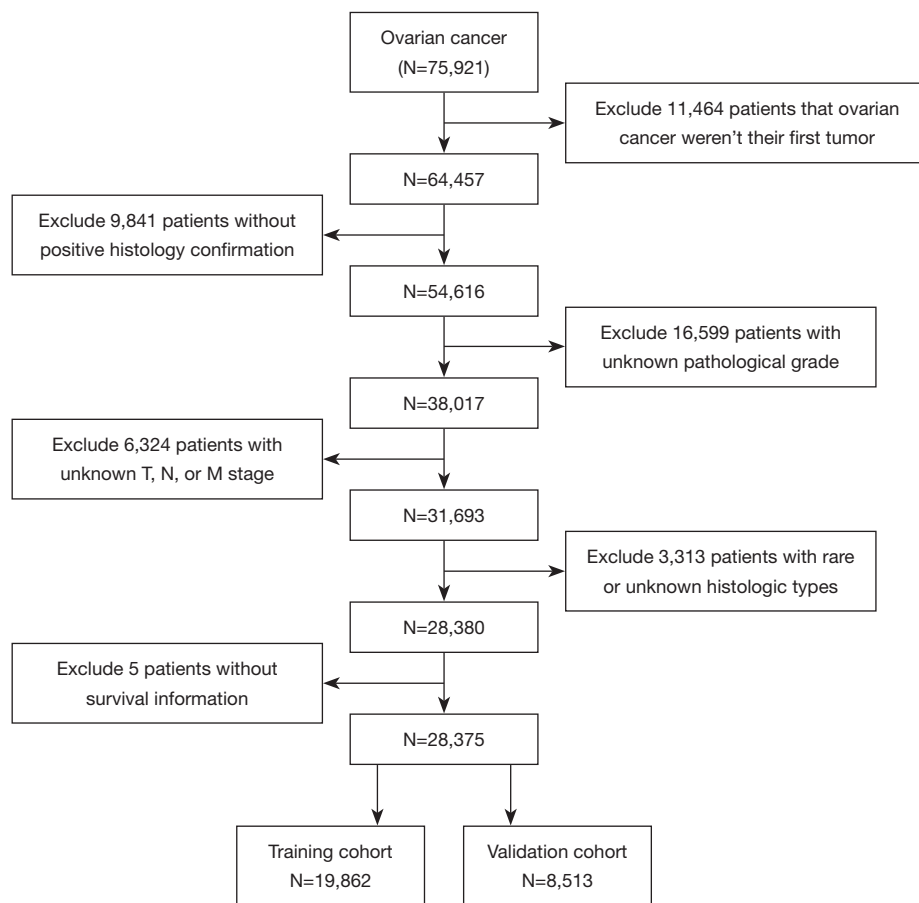 Ovarian cancer
(N=75,921)
Exclude 11,464 patients that ovarian
cancer weren't their first tumor
N=64,457
Exclude 9,841 patients without
positive histology confirmation
N=54,616
Exclude 16,599 patients with
unknown pathological grade
N=38,017
Exclude 6,324 patients with
unknown T, N, or M stage
N=31,693
Exclude 3,313 patients with rare
or unknown histologic types
N=28,380
Exclude 5 patients without
survival information
N=28,375
Training cohort
N=19,862
Validation cohort
N=8,513